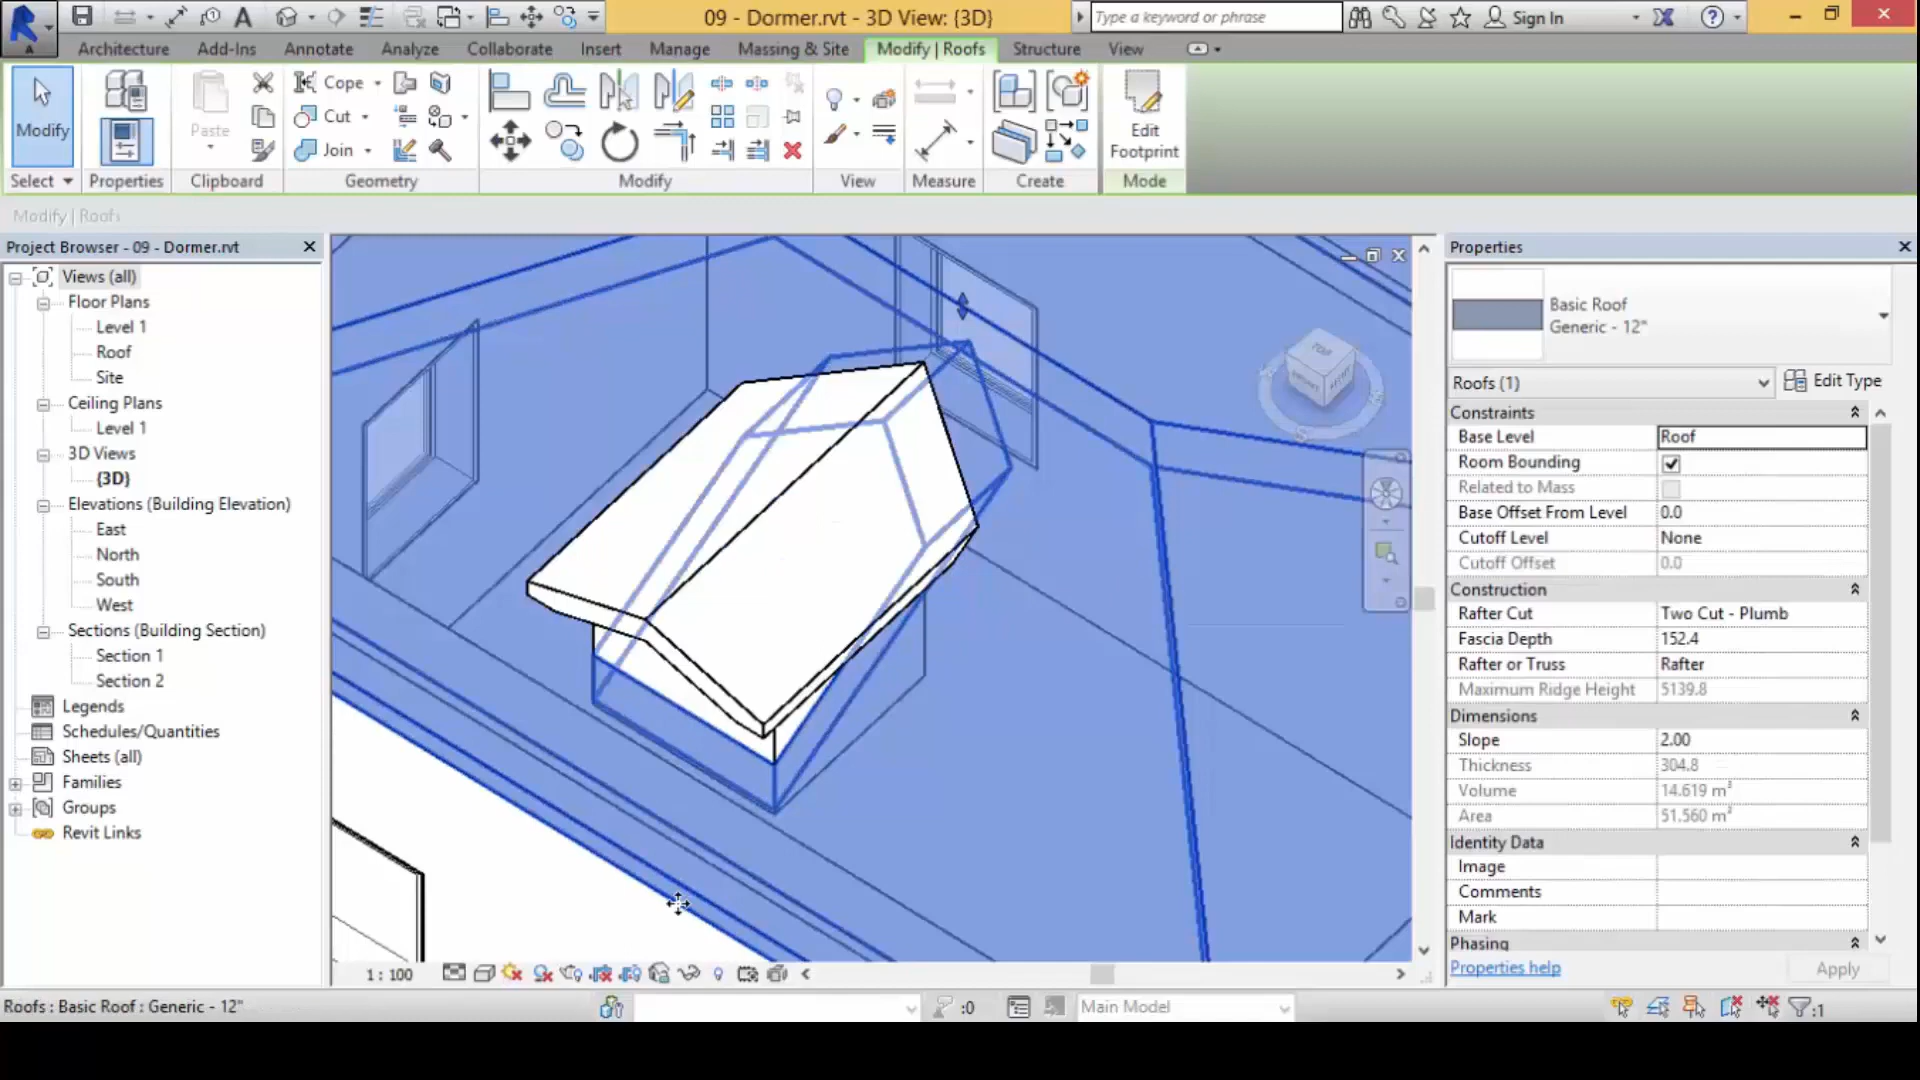 09 - Dormer.rvt - 3D View: {3D}
Type a keyword or phrase
Sign In
Architecture
Add-Ins
Annotate
Analyze
Collaborate
Insert
Manage
Massing & Site
Modify | Roofs
Structure
View
Modify
Paste
Cope
Cut
Join
Edit
Footprint
Select
Properties
Clipboard
Geometry
Modify
View
Measure
Create
Mode
Modify | Roofs
Project Browser - 09 - Dormer.rvt
Views (all)
Floor Plans
Level 1
Roof
Site
Ceiling Plans
Level 1
3D Views
{3D}
Elevations (Building Elevation)
East
North
South
West
Sections (Building Section)
Section 1
Section 2
Legends
Schedules/Quantities
Sheets (all)
Families
Groups
Revit Links
TOP
1 : 100
Properties
Basic Roof
Generic - 12"
Roofs (1)
Edit Type
Constraints
Base Level Roof
Room Bounding
Related to Mass
Base Offset From Level 0.0
Cutoff Level None
Cutoff Offset 0.0
Construction
Rafter Cut Two Cut - Plumb
Fascia Depth 152.4
Rafter or Truss Rafter
Maximum Ridge Height 5139.8
Dimensions
Slope 2.00
Thickness 304.8
Volume 14.619 m³
Area 51.560 m²
Identity Data
Image
Comments
Mark
Phasing
Properties help
Apply
Roofs : Basic Roof : Generic - 12"
:0
Main Model
:1